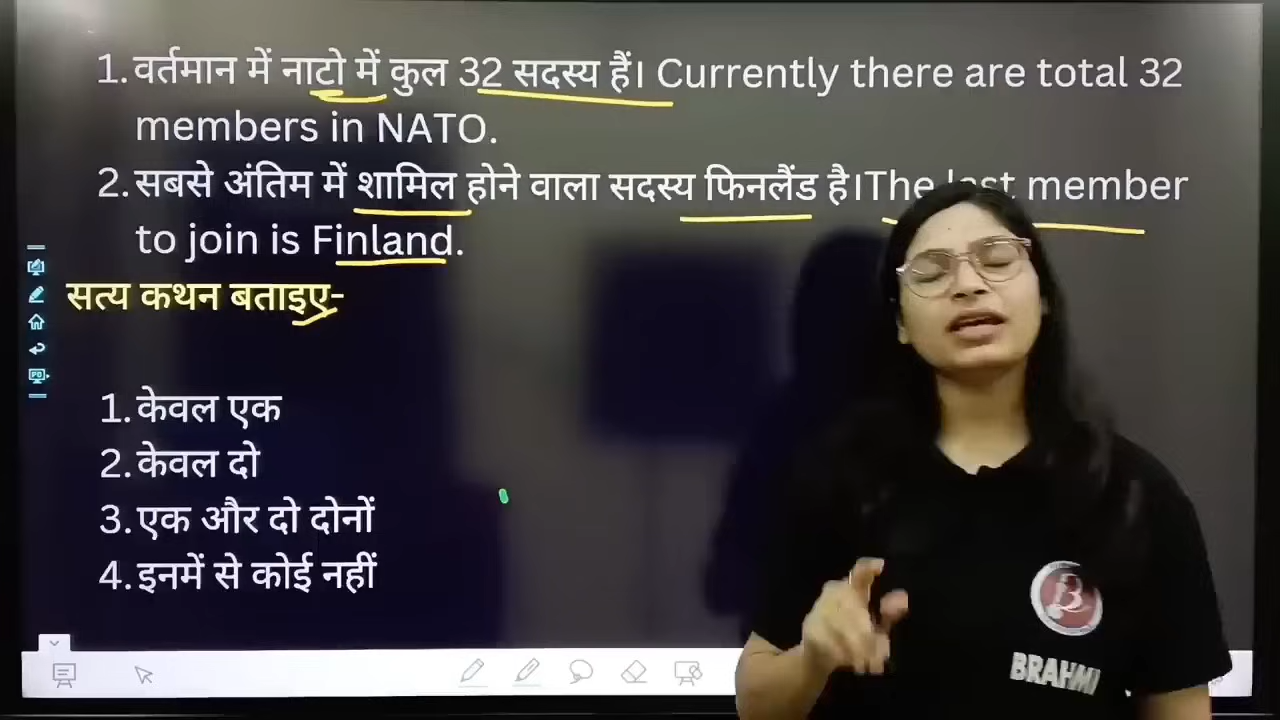 1. वर्तमान में नाटो में कुल 32 सदस्य हैं। Currently there are total 32
members in NATO.
2. सबसे अंतिम में शामिल होने वाला सदस्य फिनलैंड है।The last member
to join is Finland.
सत्य कथन बताइए-
1. केवल एक
2. केवल दो
3. एक और दो दोनों
4. इनमें से कोई नहीं
BRAHMI